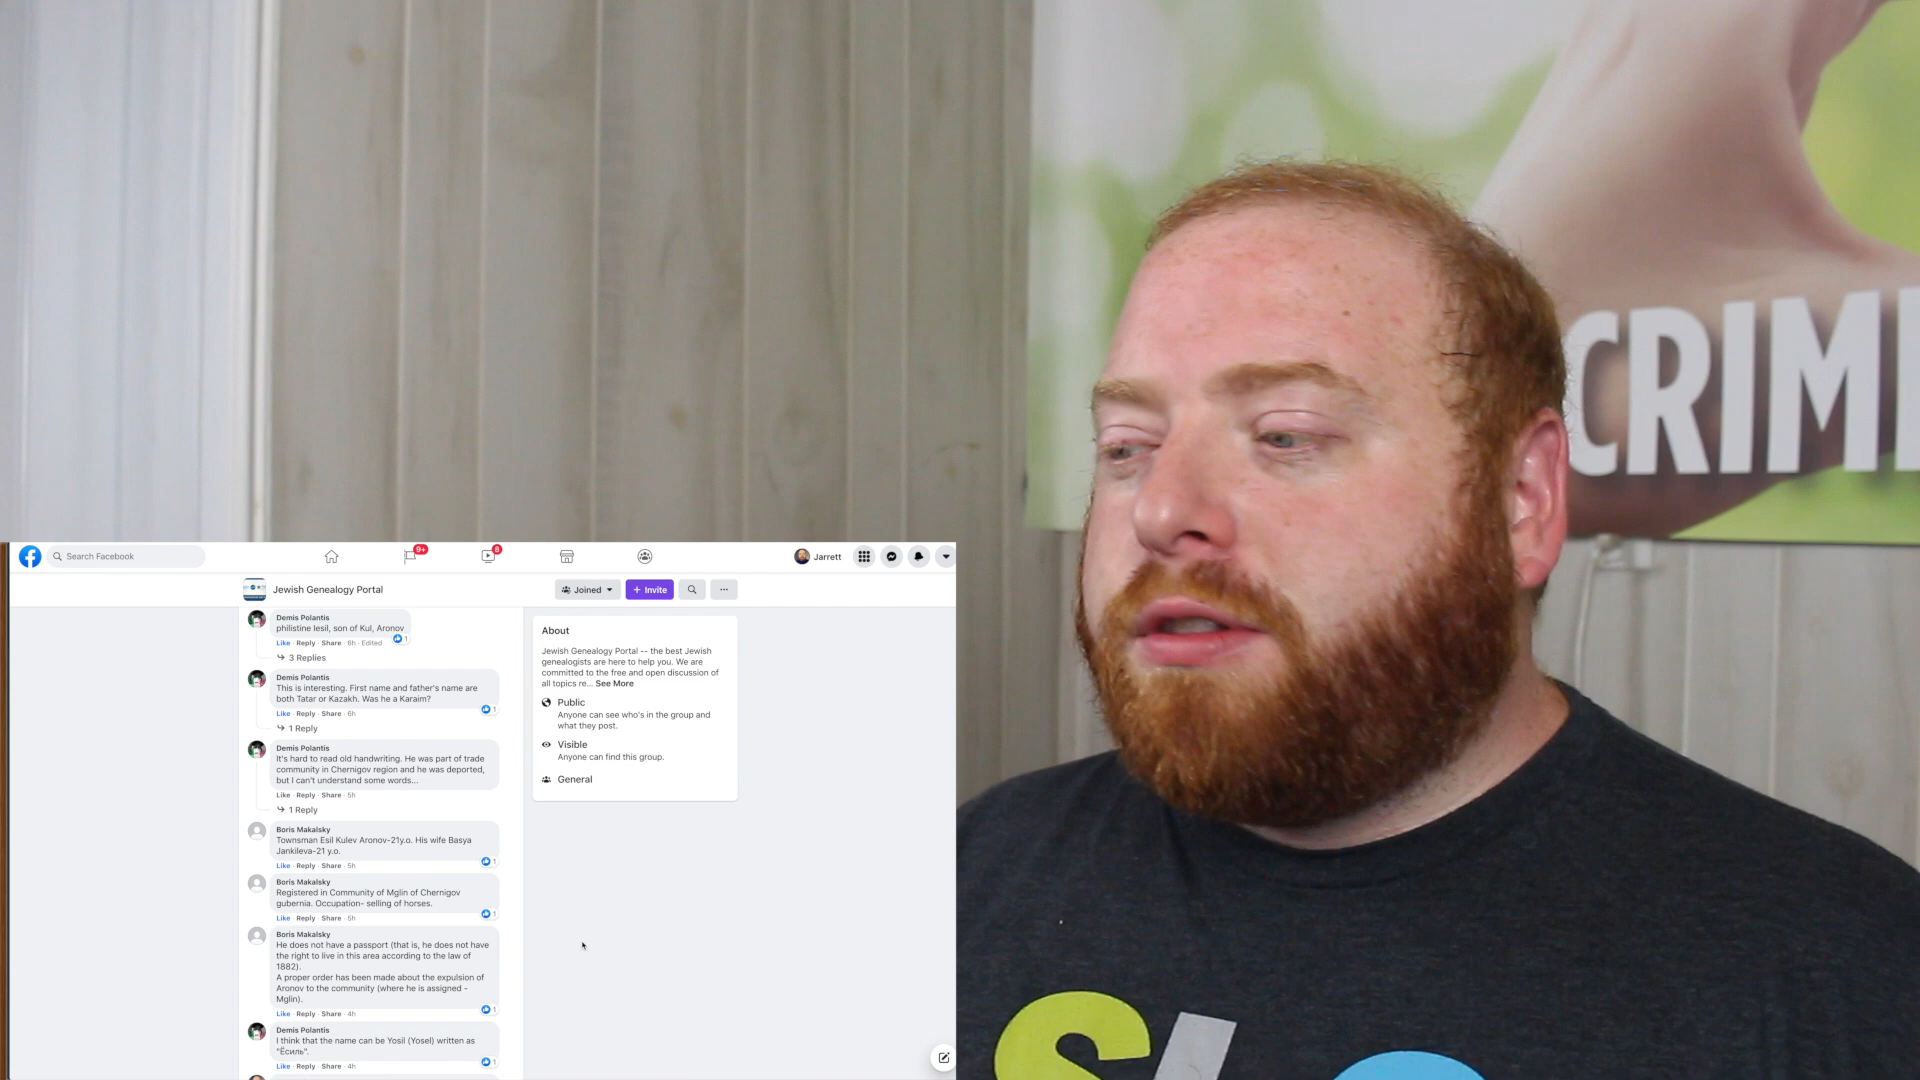 CRIM
Search Facebook
9+
8
Jarrett
Jewish Genealogy Portal
Joined
+ Invite
Demis Polantis
philistine Iesil, son of Kul, Aronov
Like · Reply · Share · 6h · Edited
1
3 Replies
Demis Polantis
This is interesting. First name and father's name are
both Tatar or Kazakh. Was he a Karaim?
1
Like · Reply · Share · 6h
1 Reply
Demis Polantis
It's hard to read old handwriting. He was part of trade
community in Chernigov region and he was deported,
but I can't understand some words...
Like · Reply · Share · 5h
1 Reply
Boris Makalsky
Townsman Esil Kulev Aronov-21y.o. His wife Basya
Jankileva-21 y.o.
1
Like · Reply · Share · 5h
Boris Makalsky
Registered in Community of Mglin of Chernigov
gubernia. Occupation- selling of horses.
1
Like · Reply · Share · 5h
Boris Makalsky
He does not have a passport (that is, he does not have
the right to live in this area according to the law of
1882).
A proper order has been made about the expulsion of
Aronov to the community (where he is assigned -
Mglin).
1
Like · Reply · Share · 4h
Demis Polantis
I think that the name can be Yosil (Yosel) written as
"Ёсиль".
1
Like · Reply · Share · 4h
About
Jewish Genealogy Portal -- the best Jewish
genealogists are here to help you. We are
committed to the free and open discussion of
all topics re... See More
Public
Anyone can see who's in the group and
what they post.
Visible
Anyone can find this group.
General